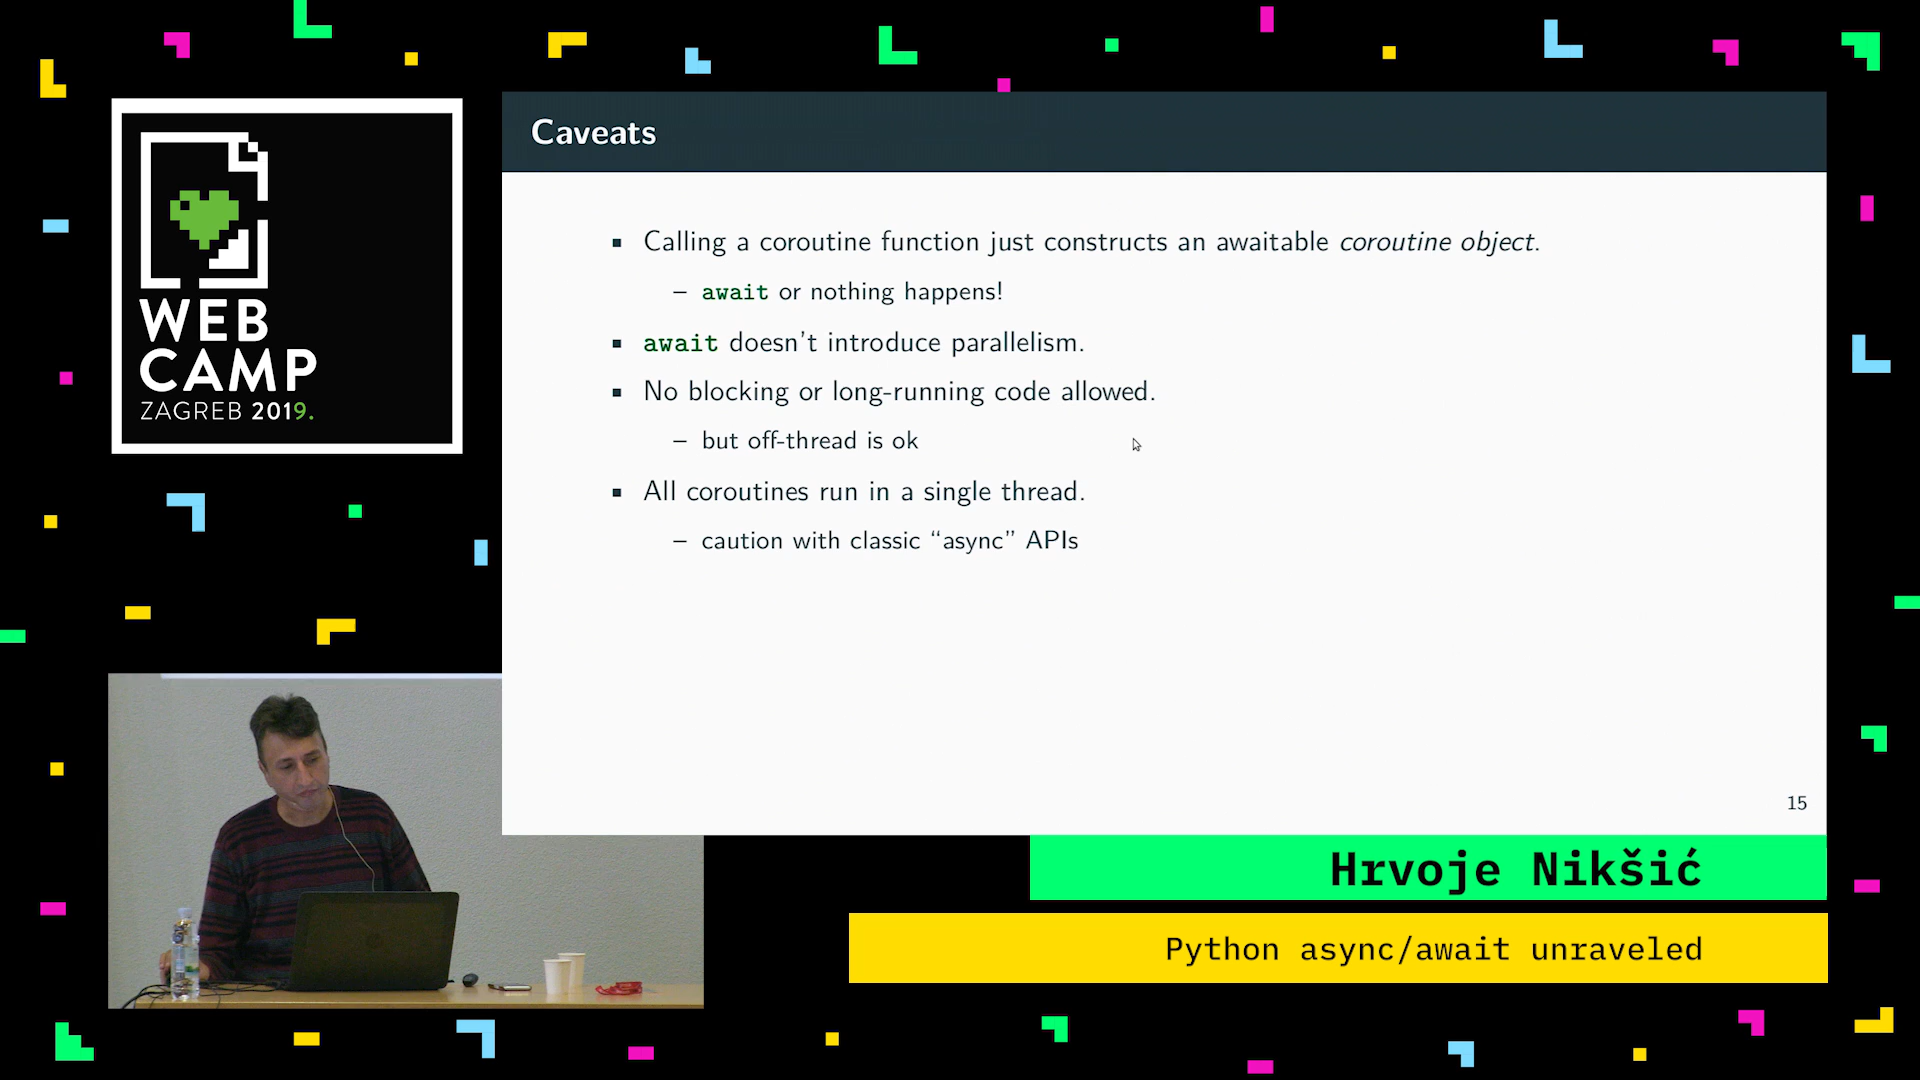 WEB
CAMP
ZAGREB 2019.
Caveats
▪ Calling a coroutine function just constructs an awaitable coroutine object.
– await or nothing happens!
▪ await doesn't introduce parallelism.
▪ No blocking or long-running code allowed.
– but off-thread is ok
▪ All coroutines run in a single thread.
– caution with classic “async” APIs
15
Hrvoje Nikšić
Python async/await unraveled